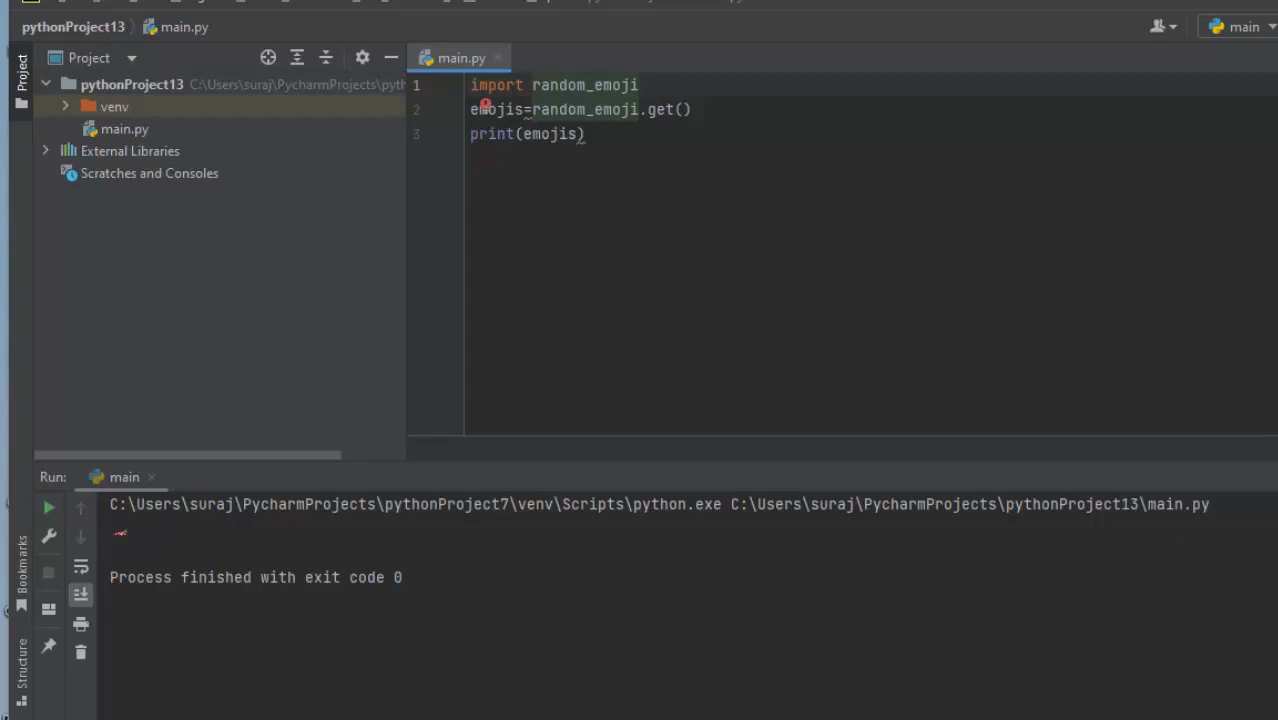 pythonProject13 main.py
main
Project
Project
main.py
pythonProject13 C:\Users\suraj\PycharmProjects\pyth
venv
main.py
External Libraries
Scratches and Consoles
1 import random_emoji
2 emojis=random_emoji.get()
3 print(emojis)
Run: main
C:\Users\suraj\PycharmProjects\pythonProject7\venv\Scripts\python.exe C:\Users\suraj\PycharmProjects\pythonProject13\main.py
Process finished with exit code 0
Bookmarks
Structure